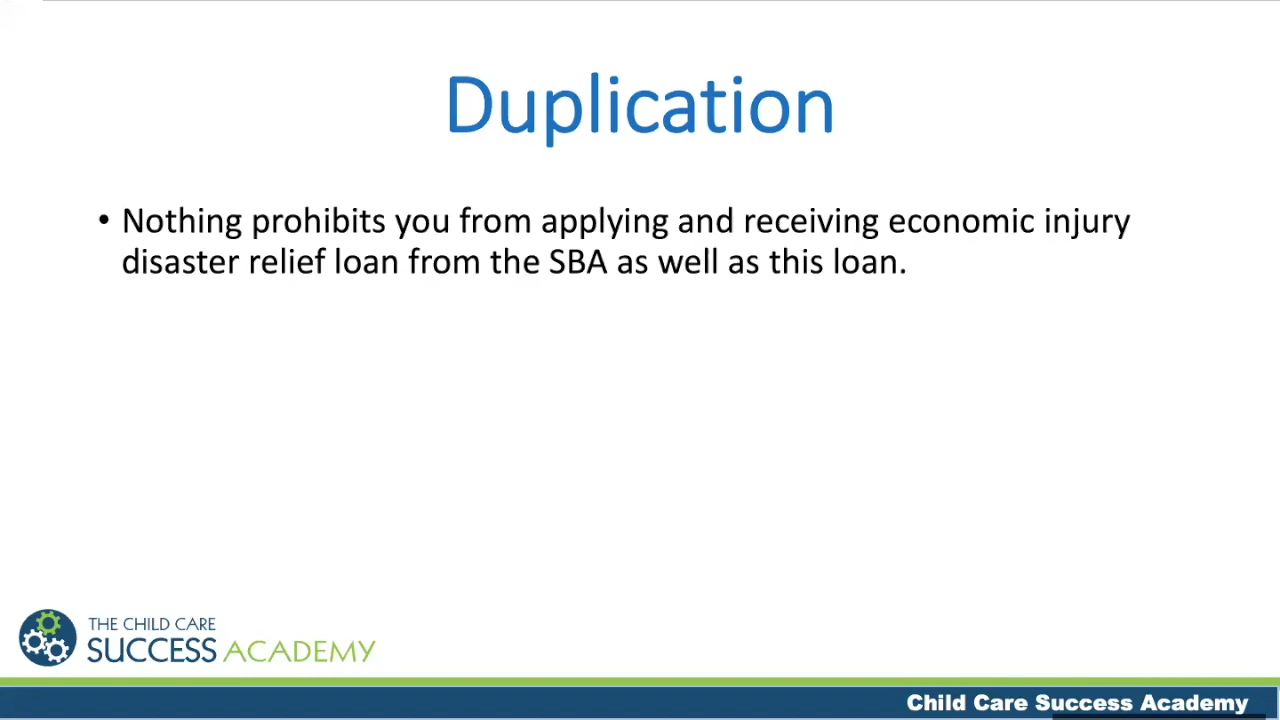 Duplication
• Nothing prohibits you from applying and receiving economic injury
disaster relief loan from the SBA as well as this loan.
THE CHILD CARE
SUCCESS ACADEMY
Child Care Success Academy